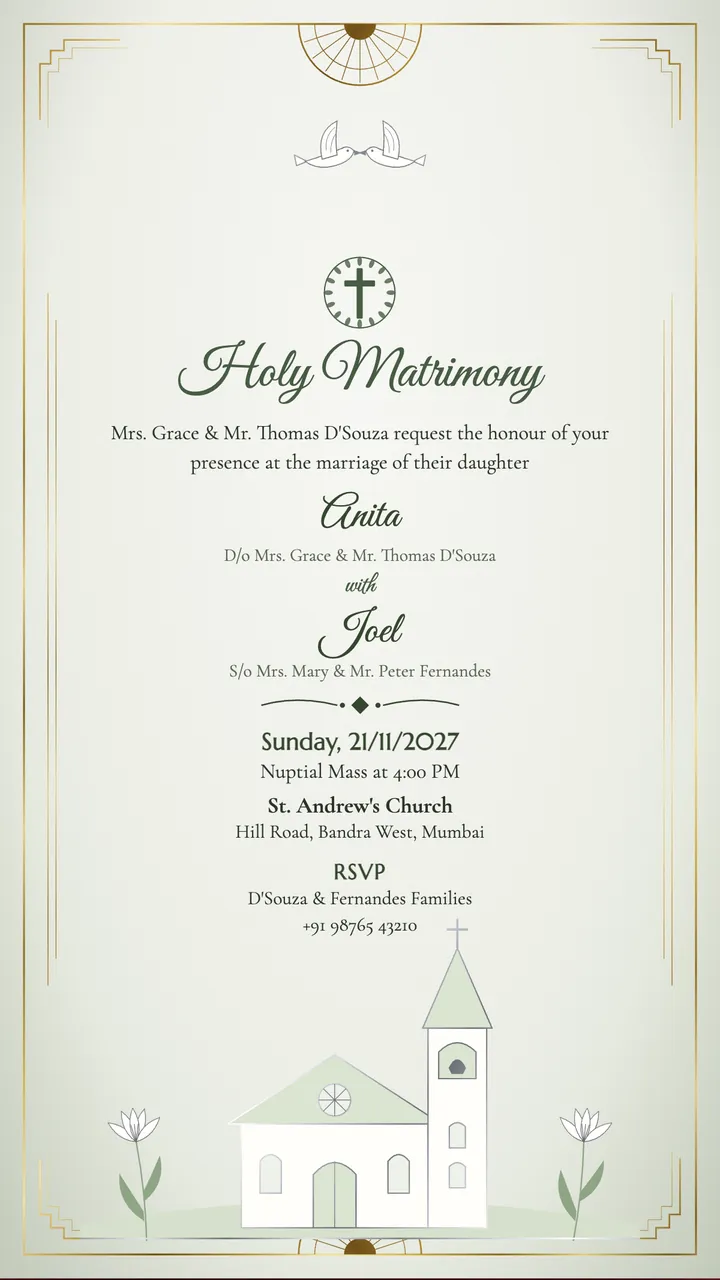 Holy Matrimony
Mrs. Grace & Mr. Thomas D'Souza request the honour of your
presence at the marriage of their daughter
Anita
D/o Mrs. Grace & Mr. Thomas D'Souza
with
Joel
S/o Mrs. Mary & Mr. Peter Fernandes
Sunday, 21/11/2027
Nuptial Mass at 4:00 PM
St. Andrew's Church
Hill Road, Bandra West, Mumbai
RSVP
D'Souza & Fernandes Families
+91 98765 43210